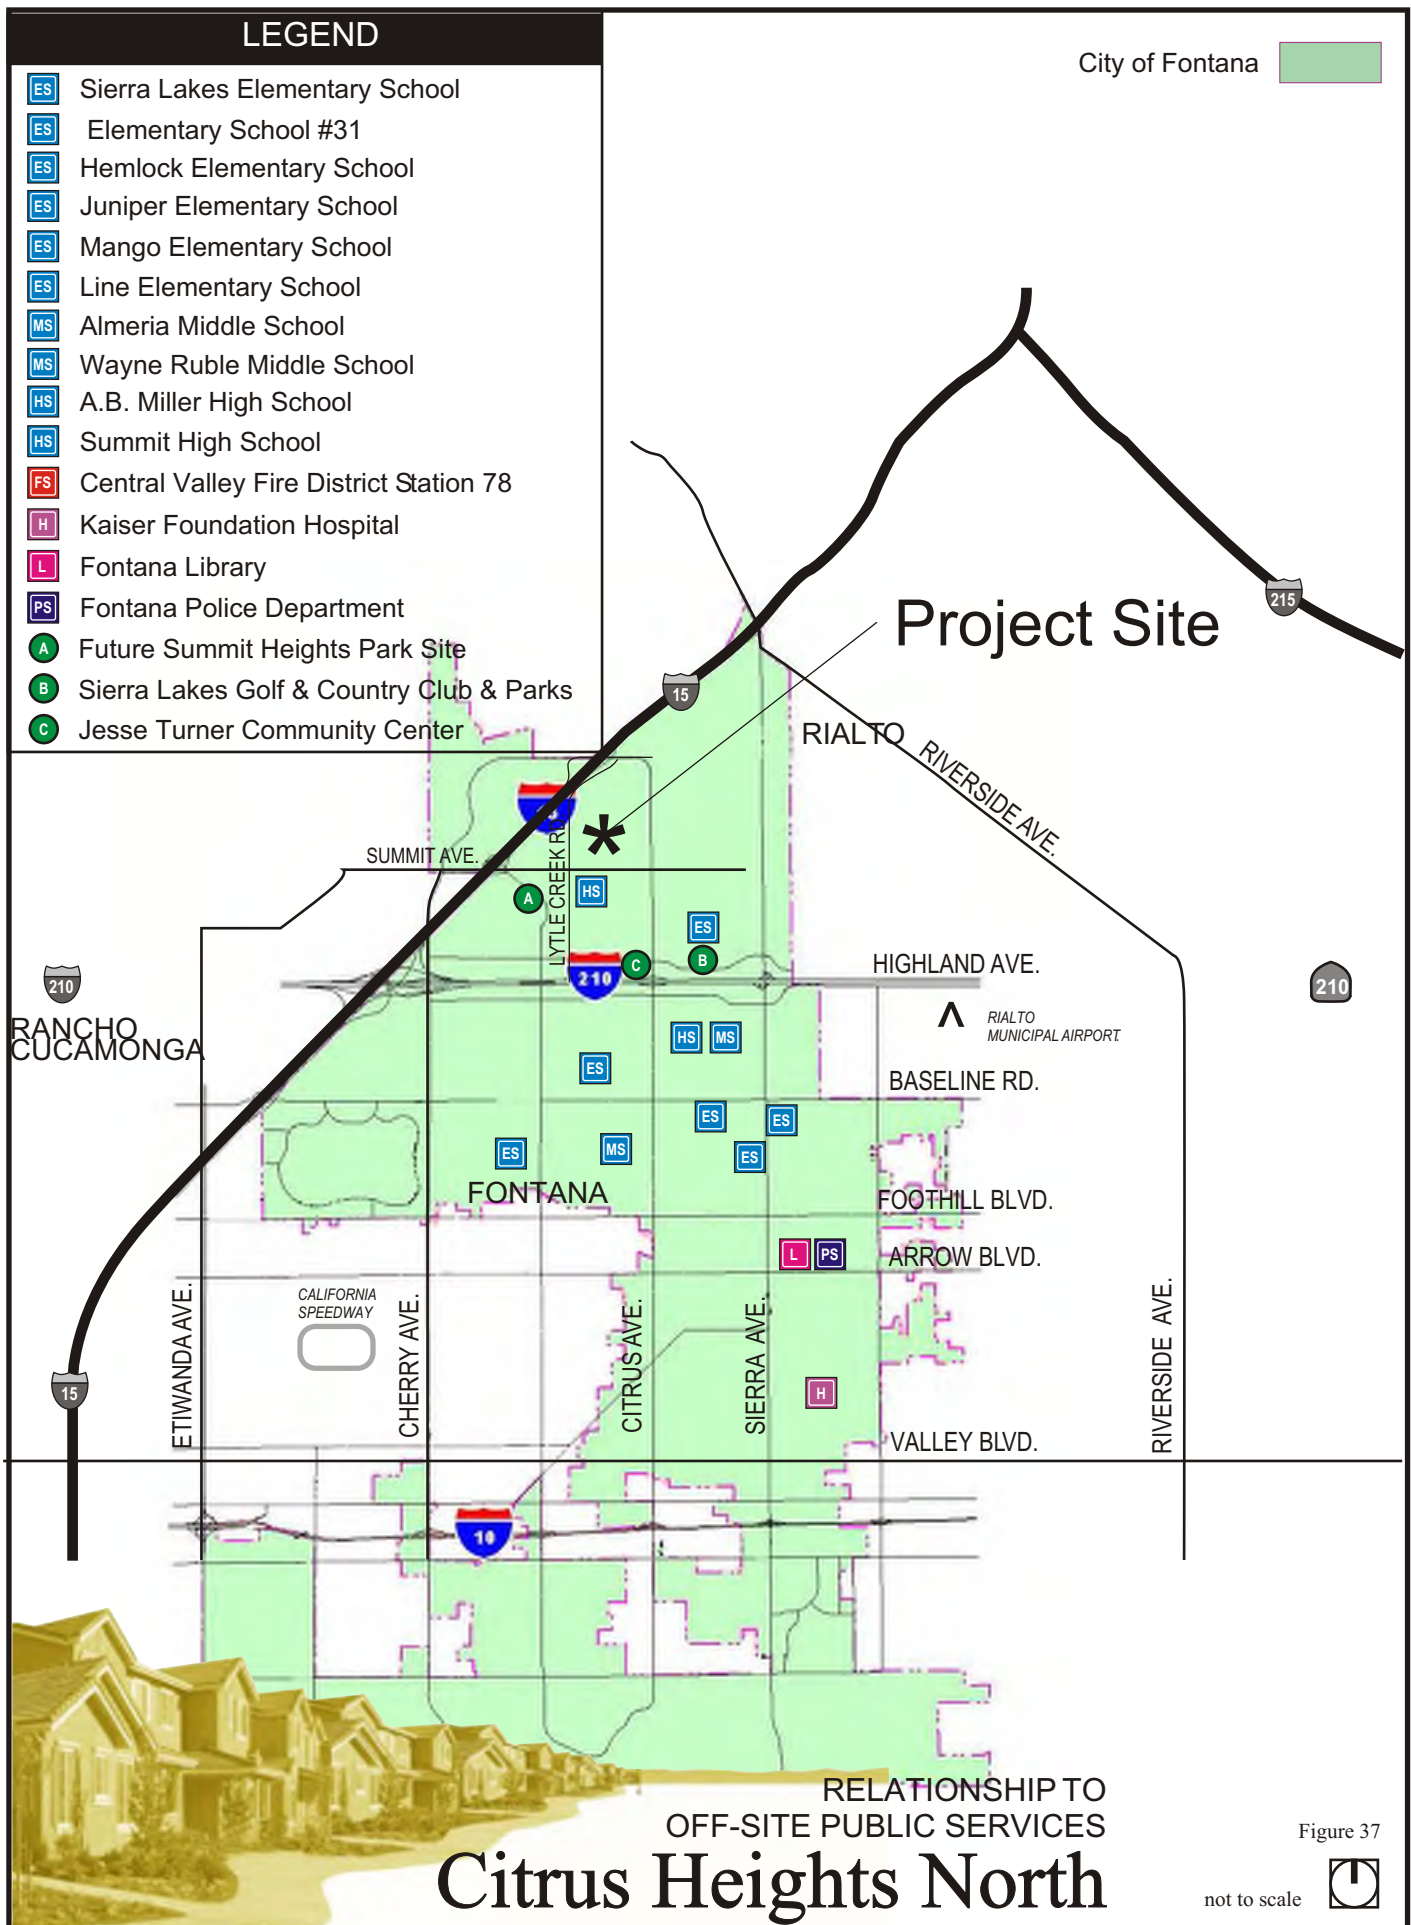 LEGEND
ES Sierra Lakes Elementary School
ES Elementary School #31
ES Hemlock Elementary School
ES Juniper Elementary School
ES Mango Elementary School
ES Line Elementary School
MS Almeria Middle School
MS Wayne Ruble Middle School
HS A.B. Miller High School
HS Summit High School
FS Central Valley Fire District Station 78
H Kaiser Foundation Hospital
L Fontana Library
PS Fontana Police Department
A Future Summit Heights Park Site
B Sierra Lakes Golf & Country Club & Parks
C Jesse Turner Community Center
City of Fontana
215
Project Site
15
RIALTO
RIVERSIDE AVE.
LYTLE CREEK RD.
SUMMIT AVE.
A
HS
ES
B
C
210
HIGHLAND AVE.
210
210
RANCHO
CUCAMONGA
RIALTO
MUNICIPAL AIRPORT
HS
MS
ES
BASELINE RD.
ES
ES
ES
MS
ES
FONTANA
FOOTHILL BLVD.
L
PS
ARROW BLVD.
CALIFORNIA
SPEEDWAY
ETIWANDA AVE.
CHERRY AVE.
CITRUS AVE.
SIERRA AVE.
RIVERSIDE AVE.
15
H
VALLEY BLVD.
10
RELATIONSHIP TO
OFF-SITE PUBLIC SERVICES
Citrus Heights North
Figure 37
not to scale